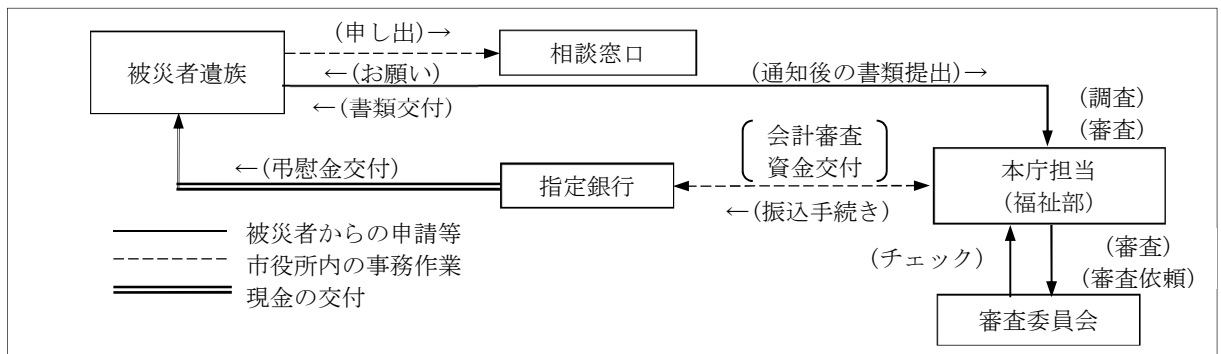 (申し出)→
相談窓口
被災者遺族
←(お願い)
(通知後の書類提出)→
←(書類交付)
(調査)
(審査)
会計審査
資金交付
←(弔慰金交付)
指定銀行
本庁担当
(福祉部)
←(振込手続き)
被災者からの申請等
(チェック)
(審査)
市役所内の事務作業
(審査依頼)
現金の交付
審査委員会